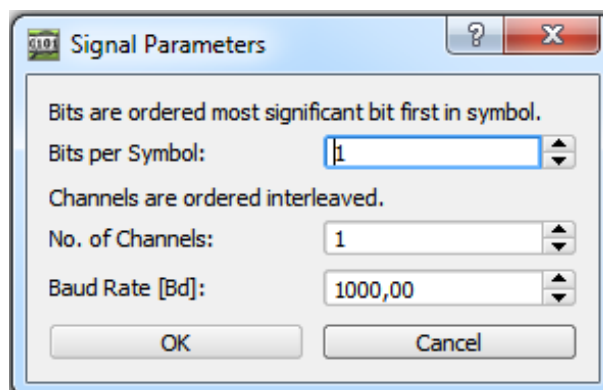 0101 Signal Parameters
Bits are ordered most significant bit first in symbol.
Bits per Symbol: 1
Channels are ordered interleaved.
No. of Channels: 1
Baud Rate [Bd]: 1000,00
OK Cancel